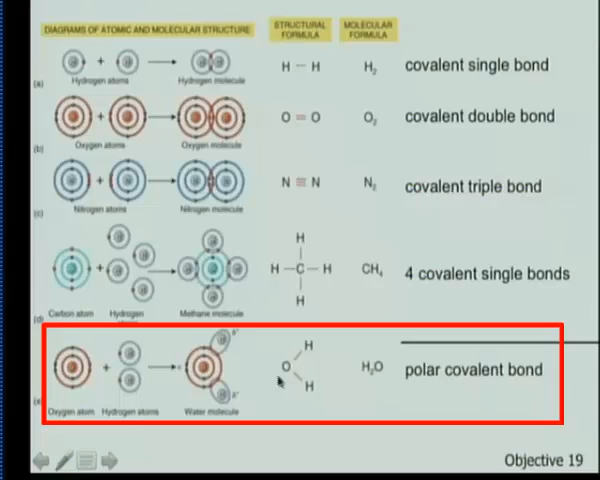 DIAGRAMS OF ATOMIC AND MOLECULAR STRUCTURE
STRUCTURAL FORMULA
MOLECULAR FORMULA
+
Hydrogen atoms
Hydrogen molecule
(a)
H – H
H₂
covalent single bond
+
Oxygen atoms
Oxygen molecule
(b)
O = O
O₂
covalent double bond
+
Nitrogen atoms
Nitrogen molecule
(c)
N ≡ N
N₂
covalent triple bond
+
Carbon atom
Hydrogen
Methane molecule
(d)
H
H – C – H
H
CH₄
4 covalent single bonds
+
Oxygen atom
Hydrogen atoms
Water molecule
H
O
H
H₂O
polar covalent bond
Objective 19